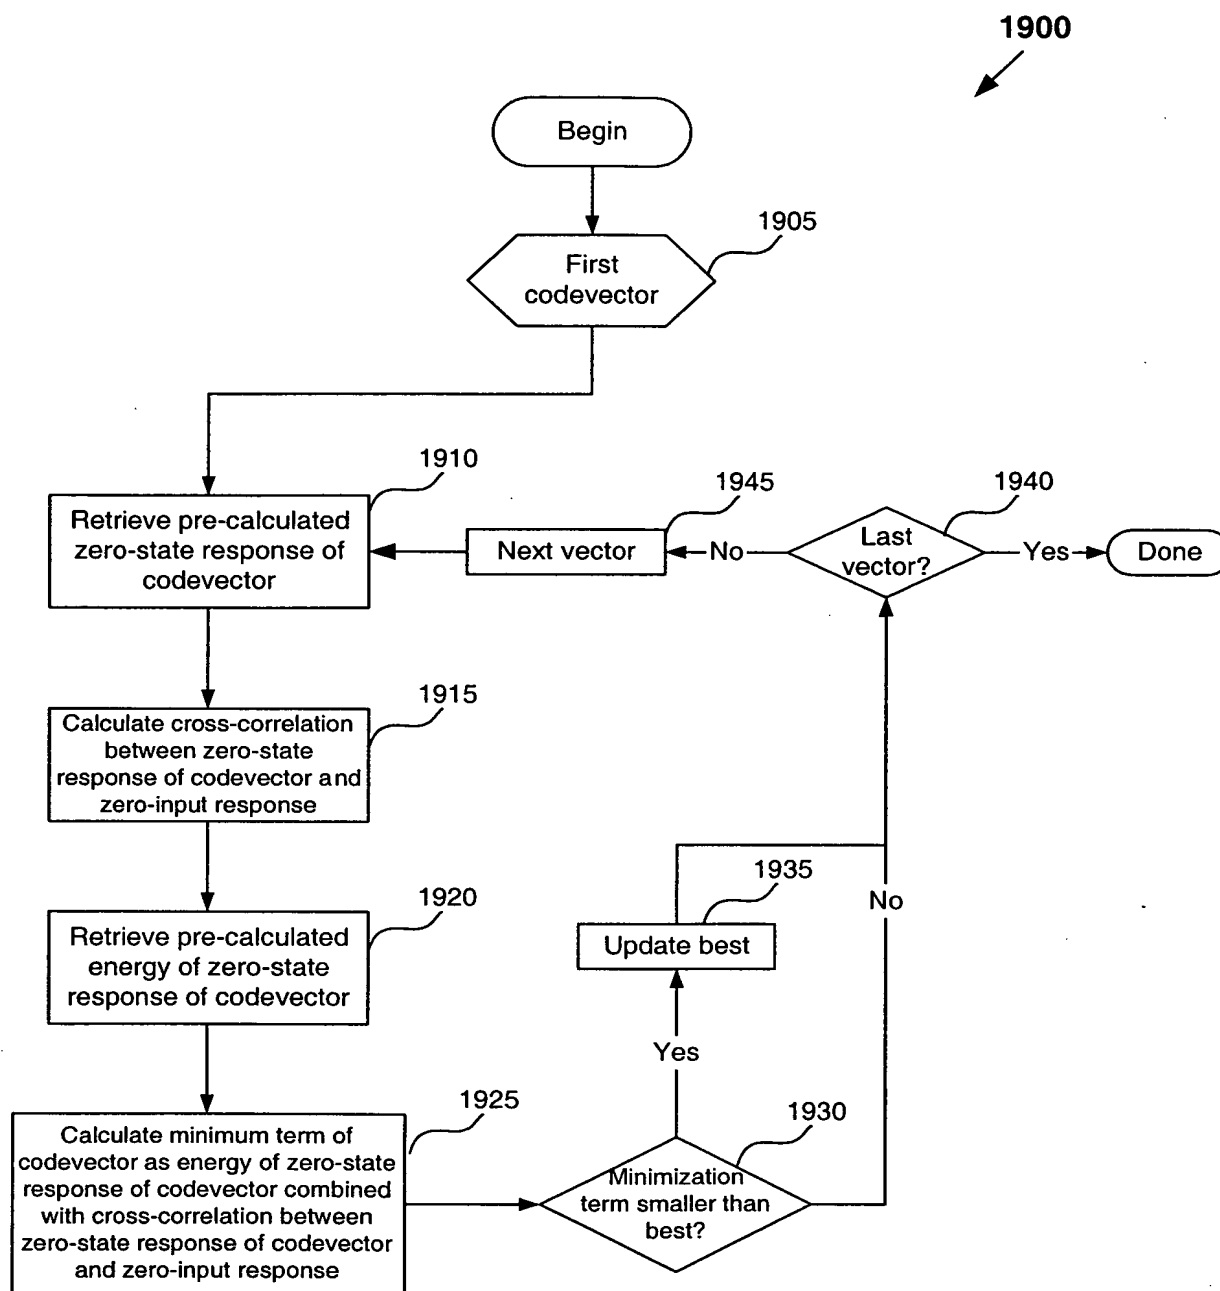 1900
Begin
1905
First
codevector
1910
Retrieve pre-calculated
zero-state response of
codevector
1945
Next vector
No
1940
Last
vector?
Yes
Done
1915
Calculate cross-correlation
between zero-state
response of codevector and
zero-input response
1920
Retrieve pre-calculated
energy of zero-state
response of codevector
1935
Update best
No
Yes
1925
Calculate minimum term of
codevector as energy of zero-state
response of codevector combined
with cross-correlation between
zero-state response of codevector
and zero-input response
1930
Minimization
term smaller than
best?